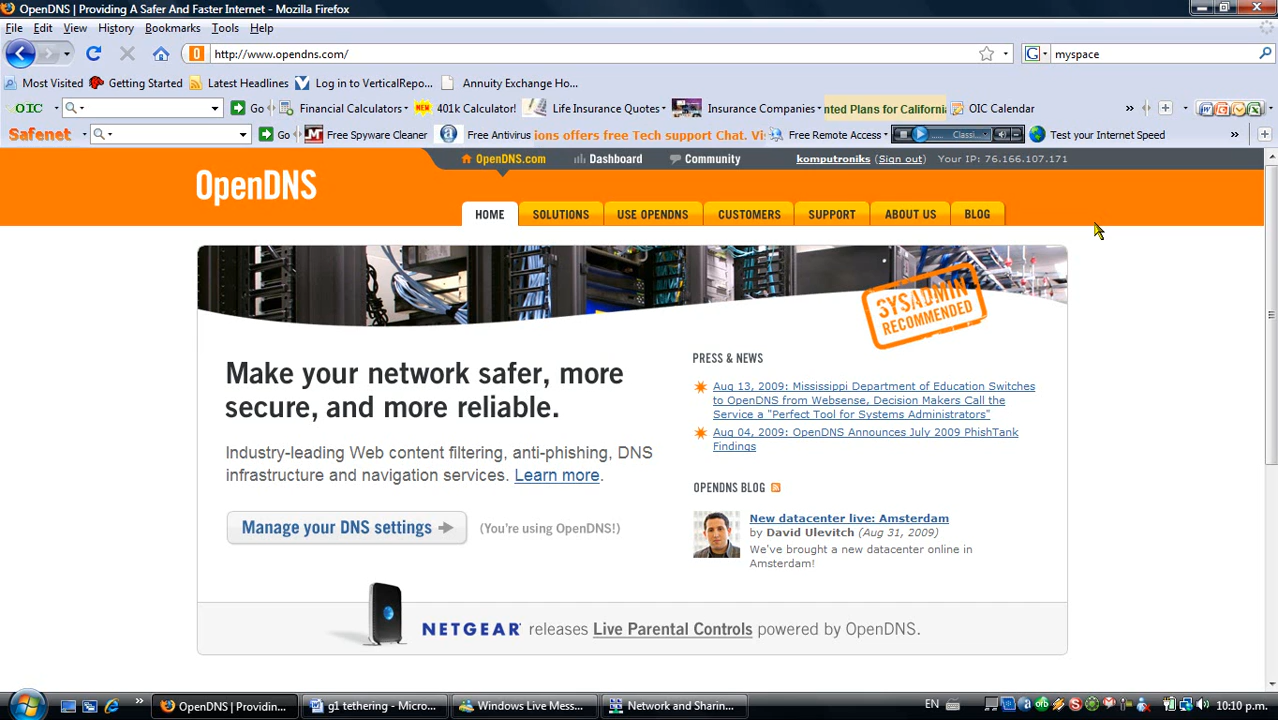 OpenDNS | Providing A Safer And Faster Internet - Mozilla Firefox
File Edit View History Bookmarks Tools Help
http://www.opendns.com/ myspace
Most Visited Getting Started Latest Headlines Log in to VerticalRepo... Annuity Exchange Ho...
OIC Go Financial Calculators NEW 401k Calculator! Life Insurance Quotes Insurance Companies nted Plans for California OIC Calendar »
Safenet Go Free Spyware Cleaner Free Antivirus ions offers free Tech support Chat. Vi Free Remote Access Classi... Test your Internet Speed »
OpenDNS.com Dashboard Community komputroniks (Sign out) Your IP: 76.166.107.171
OpenDNS
HOME SOLUTIONS USE OPENDNS CUSTOMERS SUPPORT ABOUT US BLOG
SYSADMIN
RECOMMENDED
Make your network safer, more
secure, and more reliable.
Industry-leading Web content filtering, anti-phishing, DNS
infrastructure and navigation services. Learn more.
Manage your DNS settings (You're using OpenDNS!)
PRESS & NEWS
Aug 13, 2009: Mississippi Department of Education Switches
to OpenDNS from Websense, Decision Makers Call the
Service a "Perfect Tool for Systems Administrators"
Aug 04, 2009: OpenDNS Announces July 2009 PhishTank
Findings
OPENDNS BLOG
New datacenter live: Amsterdam
by David Ulevitch (Aug 31, 2009)
We've brought a new datacenter online in
Amsterdam!
NETGEAR releases Live Parental Controls powered by OpenDNS.
» OpenDNS | Providin... g1 tethering - Micro... Windows Live Mess... Network and Sharin... EN 10:10 p.m.